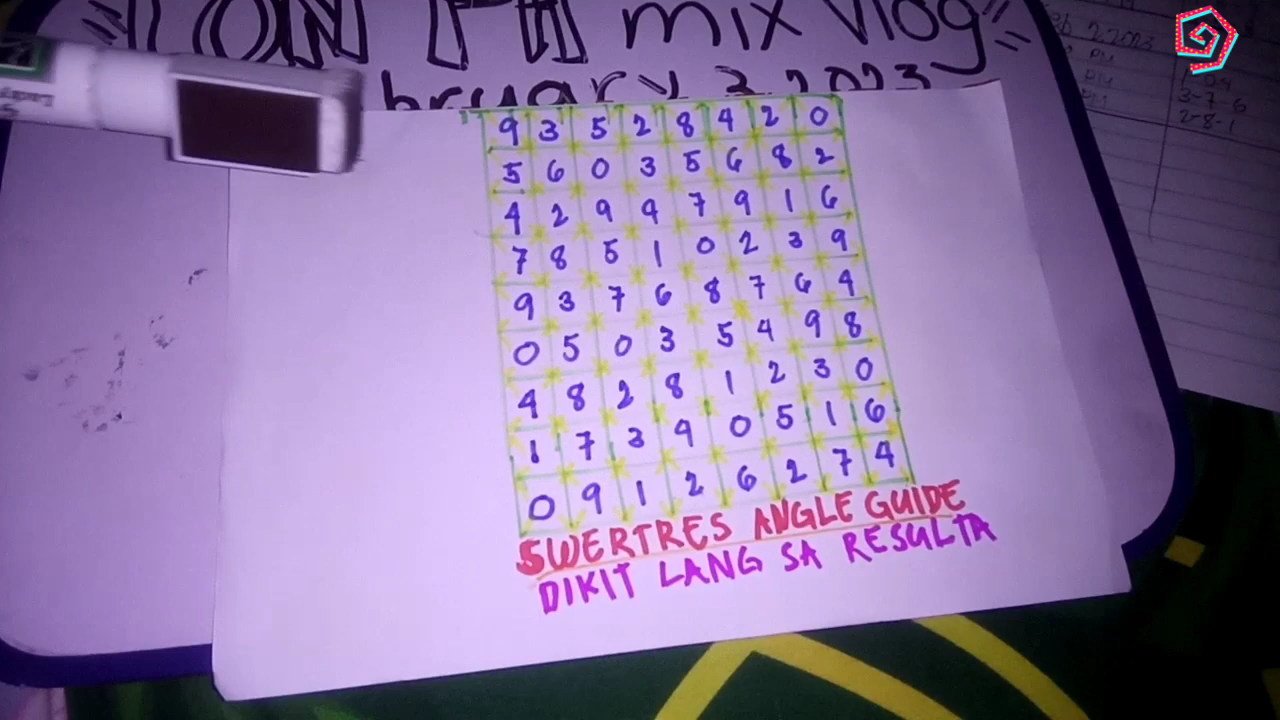 mix Vlog
bruary 3 2023
9 3 5 2 8 4 2 0
5 6 0 3 5 6 8 2
4 2 9 4 7 9 1 6
7 8 5 1 0 2 3 9
9 3 7 6 8 7 6 4
0 5 0 3 5 4 9 8
4 8 2 8 1 2 3 0
1 7 3 9 0 5 1 6
0 9 1 2 6 2 7 4
SWERTRES ANGLE GUIDE
DIKIT LANG SA RESULTA
2 2023
3-7-6
2-8-1